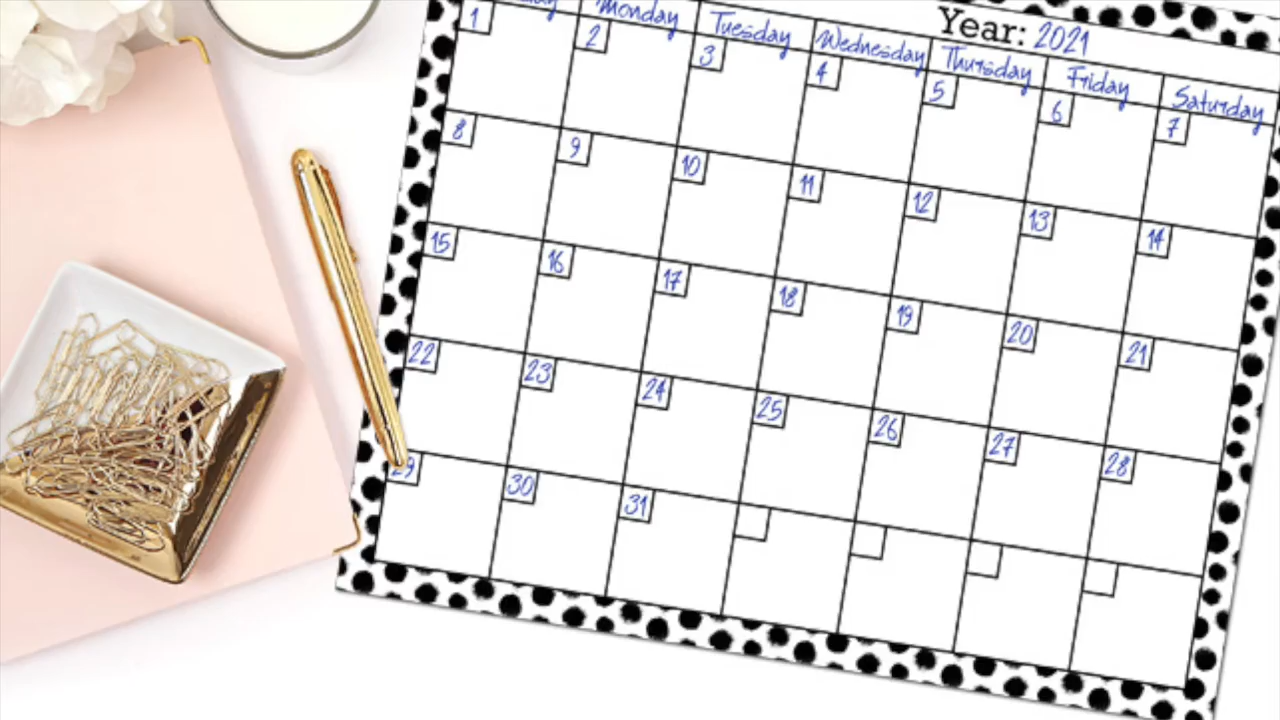 Year: 2021
Monday Tuesday Wednesday Thursday Friday Saturday
1 2 3 4 5 6 7
8 9 10 11 12 13 14
15 16 17 18 19 20 21
22 23 24 25 26 27 28
29 30 31